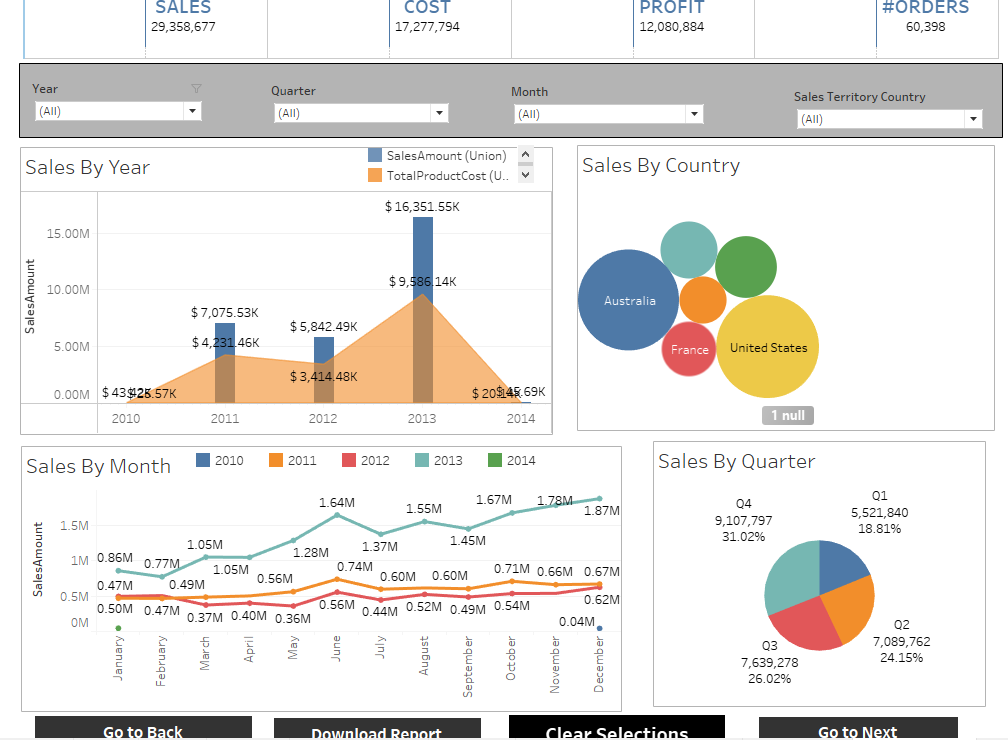 SALES
29,358,677
COST
17,277,794
PROFIT
12,080,884
#ORDERS
60,398
Year
(All)
Quarter
(All)
Month
(All)
Sales Territory Country
(All)
Sales By Year
SalesAmount (Union)
TotalProductCost (U..
SalesAmount
15.00M
10.00M
5.00M
0.00M
$ 16,351.55K
$ 9,586.14K
$ 7,075.53K
$ 5,842.49K
$ 4,231.46K
$ 3,414.48K
$ 43.42K
$ 45.69K
2010
2011
2012
2013
2014
Sales By Country
Australia
France
United States
1 null
Sales By Month
2010
2011
2012
2013
2014
SalesAmount
1.5M
1M
0.5M
0M
0.86M
0.77M
1.05M
1.05M
1.28M
1.64M
1.37M
1.55M
1.45M
1.67M
1.78M
1.87M
0.47M
0.49M
0.56M
0.74M
0.60M
0.60M
0.71M
0.66M
0.67M
0.50M
0.47M
0.37M
0.40M
0.36M
0.56M
0.44M
0.52M
0.49M
0.54M
0.62M
0.04M
January
February
March
April
May
June
July
August
September
October
November
December
Sales By Quarter
Q1
5,521,840
18.81%
Q2
7,089,762
24.15%
Q3
7,639,278
26.02%
Q4
9,107,797
31.02%
Go to Back
Download Report
Clear Selections
Go to Next